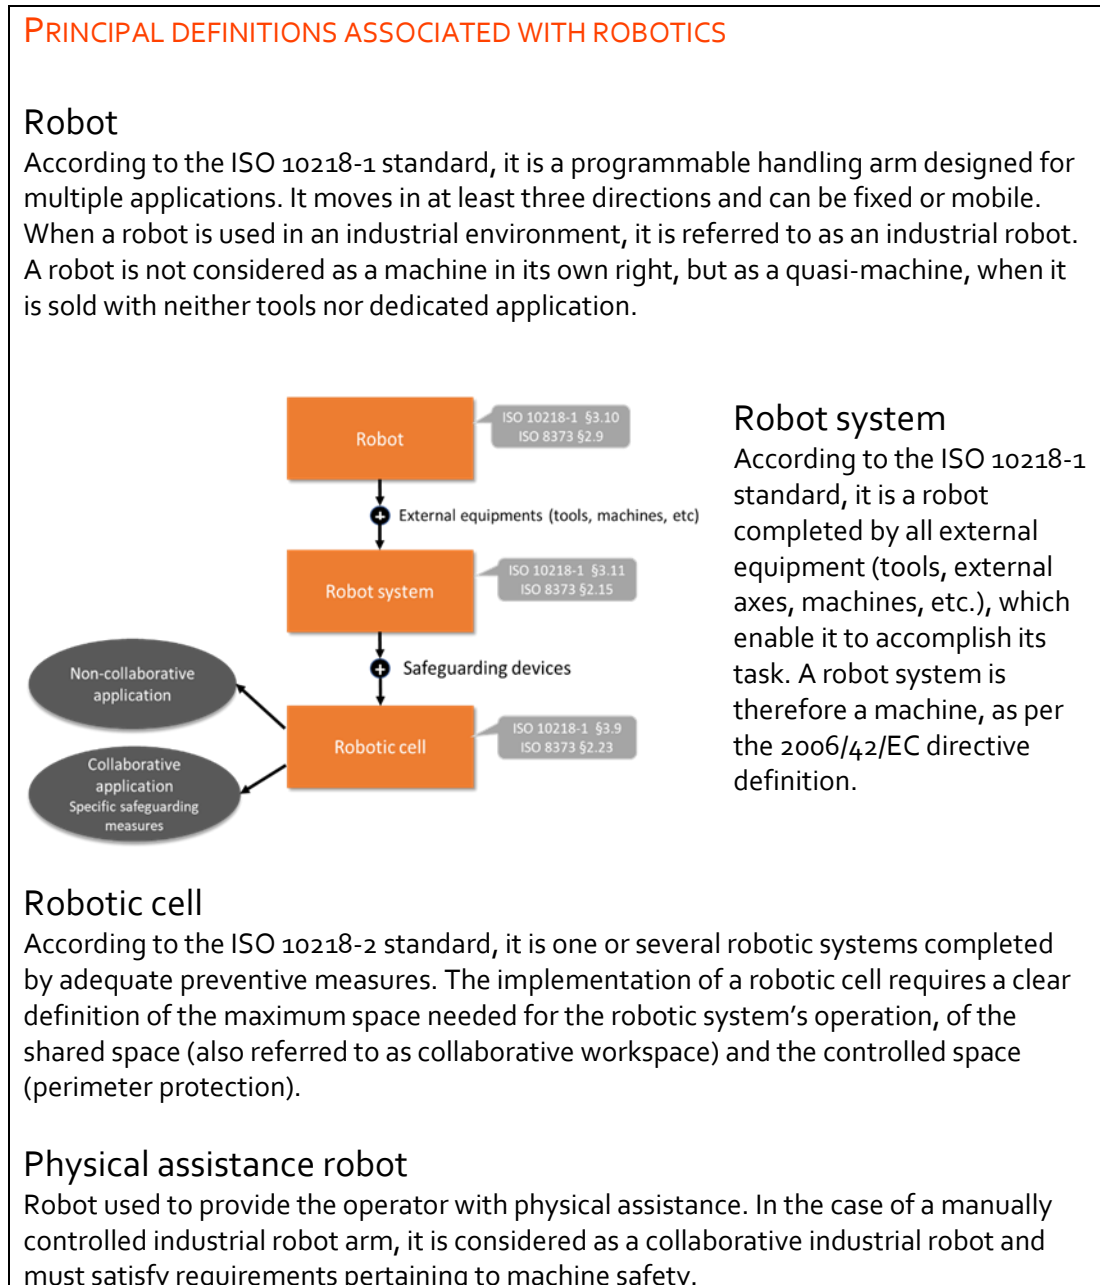 PRINCIPAL DEFINITIONS ASSOCIATED WITH ROBOTICS
Robot
According to the ISO 10218-1 standard, it is a programmable handling arm designed for
multiple applications. It moves in at least three directions and can be fixed or mobile.
When a robot is used in an industrial environment, it is referred to as an industrial robot.
A robot is not considered as a machine in its own right, but as a quasi-machine, when it
is sold with neither tools nor dedicated application.
Robot
ISO 10218-1 §3.10
ISO 8373 §2.9
External equipments (tools, machines, etc)
Robot system
ISO 10218-1 §3.11
ISO 8373 §2.15
Safeguarding devices
Non-collaborative
application
Robotic cell
ISO 10218-1 §3.9
ISO 8373 §2.23
Collaborative
application
Specific safeguarding
measures
Robot system
According to the ISO 10218-1
standard, it is a robot
completed by all external
equipment (tools, external
axes, machines, etc.), which
enable it to accomplish its
task. A robot system is
therefore a machine, as per
the 2006/42/EC directive
definition.
Robotic cell
According to the ISO 10218-2 standard, it is one or several robotic systems completed
by adequate preventive measures. The implementation of a robotic cell requires a clear
definition of the maximum space needed for the robotic system's operation, of the
shared space (also referred to as collaborative workspace) and the controlled space
(perimeter protection).
Physical assistance robot
Robot used to provide the operator with physical assistance. In the case of a manually
controlled industrial robot arm, it is considered as a collaborative industrial robot and
must satisfy requirements pertaining to machine safety.